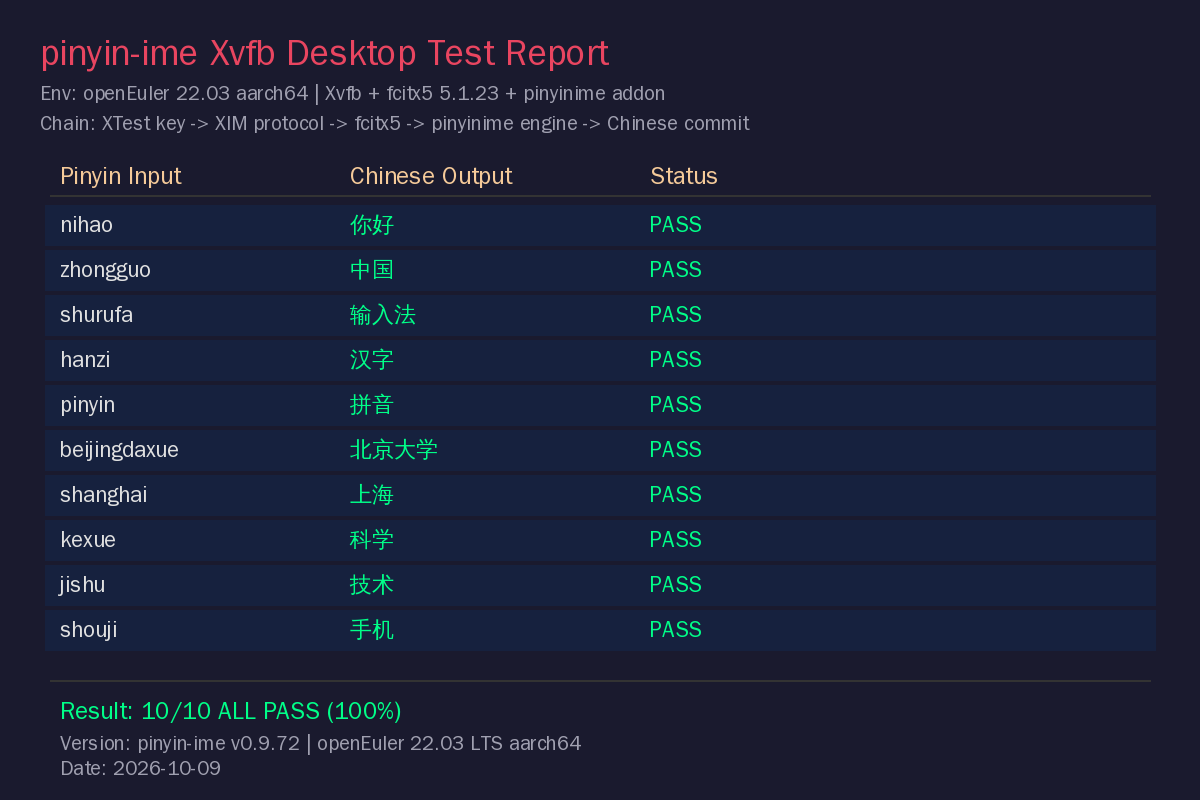 pinyin-ime Xvfb Desktop Test Report
Env: openEuler 22.03 aarch64 | Xvfb + fcitx5 5.1.23 + pinyinime addon
Chain: XTest key -> XIM protocol -> fcitx5 -> pinyinime engine -> Chinese commit
Pinyin Input Chinese Output Status
nihao 你好 PASS
zhongguo 中国 PASS
shurufa 输入法 PASS
hanzi 汉字 PASS
pinyin 拼音 PASS
beijingdaxue 北京大学 PASS
shanghai 上海 PASS
kexue 科学 PASS
jishu 技术 PASS
shouji 手机 PASS
Result: 10/10 ALL PASS (100%)
Version: pinyin-ime v0.9.72 | openEuler 22.03 LTS aarch64
Date: 2026-10-09